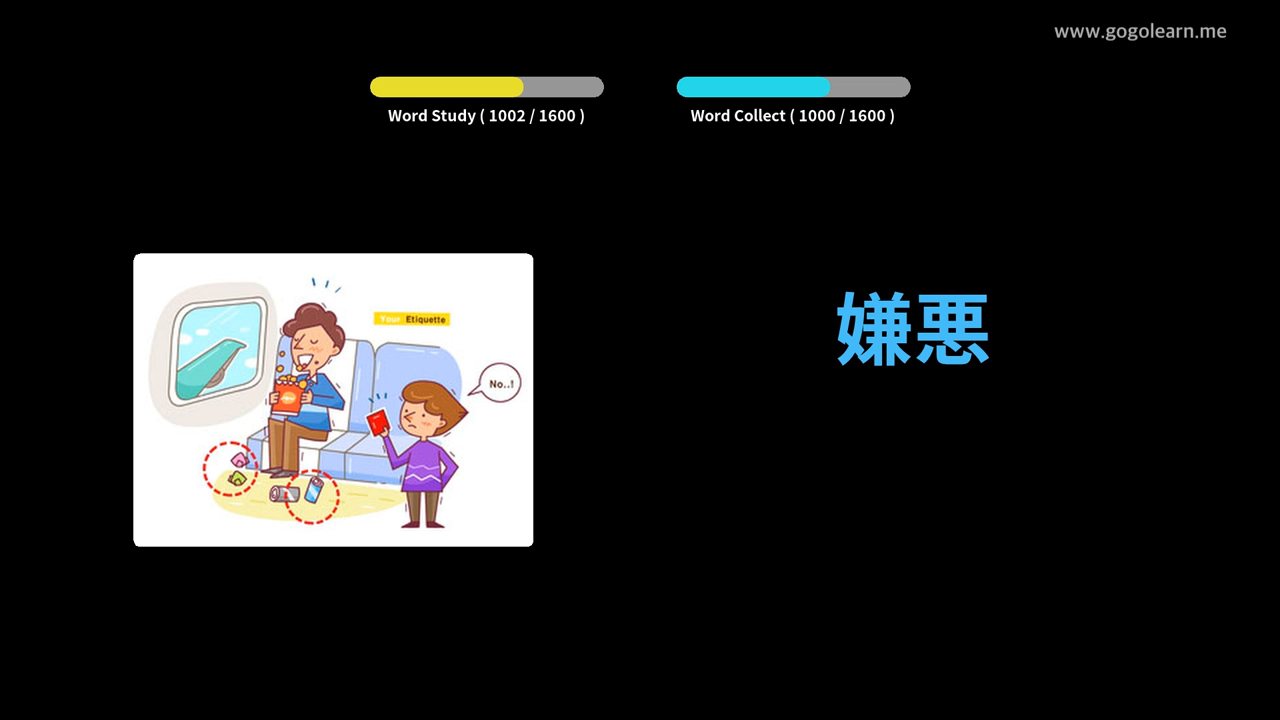 www.gogolearn.me
Word Study ( 1002 / 1600 )
Word Collect ( 1000 / 1600 )
嫌悪
Your Etiquette
No..!